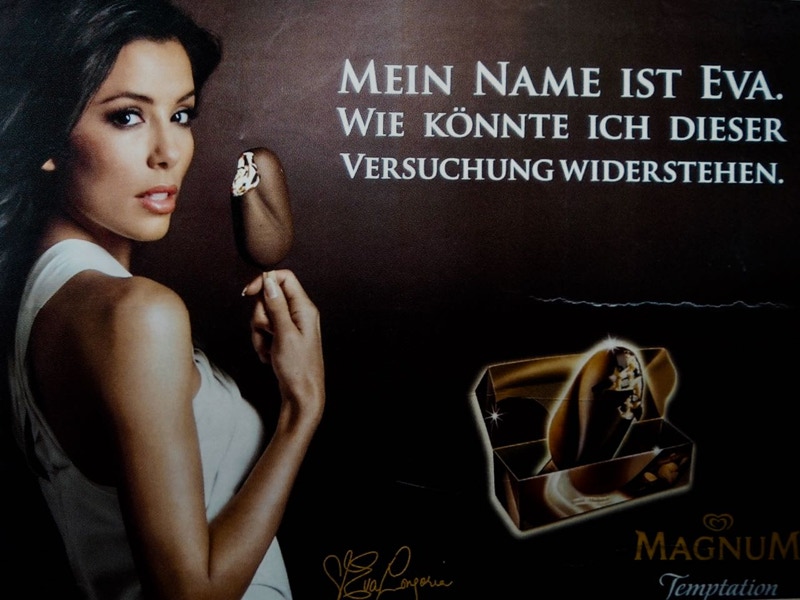 Mein Name ist Eva.
Wie könnte ich dieser
Versuchung widerstehen.
Eva Longoria
Magnum
Temptation